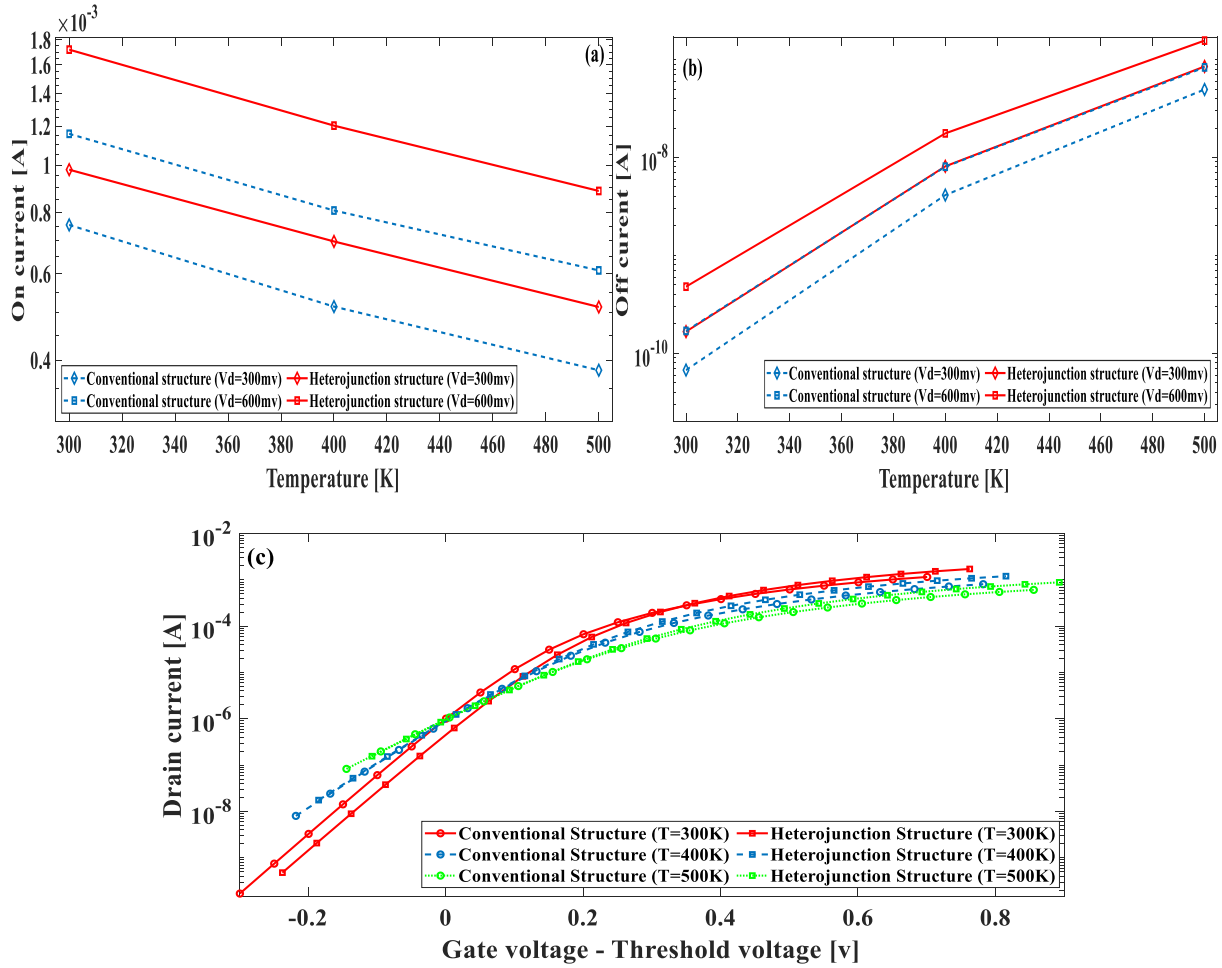 ×10^-3
(a)
1.8
1.6
1.4
1.2
1
0.8
0.6
0.4
On current [A]
Conventional structure (Vd=300mv)
Heterojunction structure (Vd=300mv)
Conventional structure (Vd=600mv)
Heterojunction structure (Vd=600mv)
300 320 340 360 380 400 420 440 460 480 500
Temperature [K]
(b)
10^-8
10^-10
Off curent [A]
Conventional structure (Vd=300mv)
Heterojunction structure (Vd=300mv)
Conventional structure (Vd=600mv)
Heterojunction structure (Vd=600mv)
300 320 340 360 380 400 420 440 460 480 500
Temperature [K]
(c)
10^-2
10^-4
10^-6
10^-8
Drain current [A]
Conventional Structure (T=300K)
Heterojunction Structure (T=300K)
Conventional Structure (T=400K)
Heterojunction Structure (T=400K)
Conventional Structure (T=500K)
Heterojunction Structure (T=500K)
-0.2 0 0.2 0.4 0.6 0.8
Gate voltage - Threshold voltage [v]